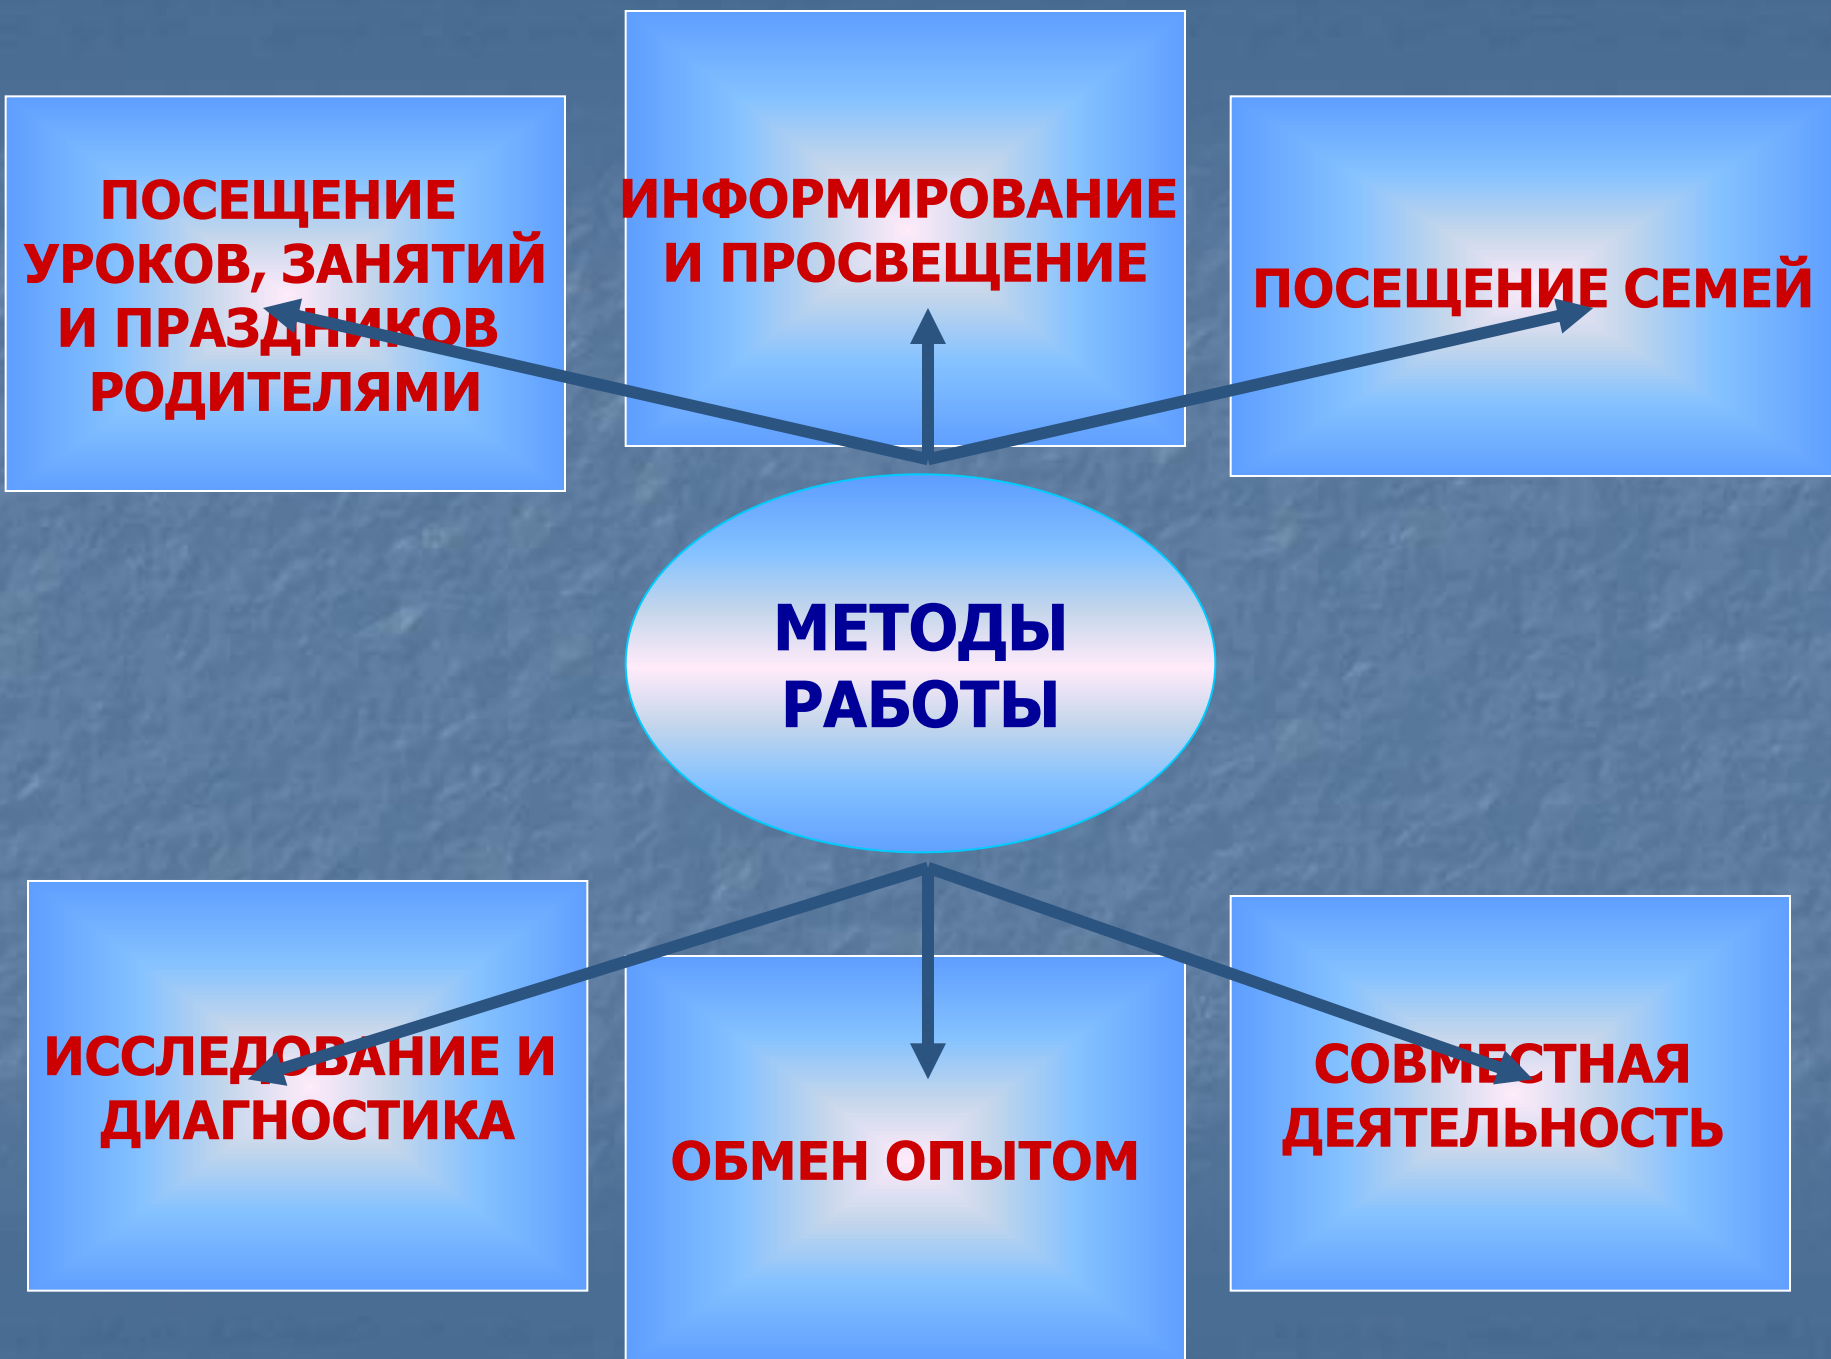 ПОСЕЩЕНИЕ
УРОКОВ, ЗАНЯТИЙ
И ПРАЗДНИКОВ
РОДИТЕЛЯМИ
ИНФОРМИРОВАНИЕ
И ПРОСВЕЩЕНИЕ
ПОСЕЩЕНИЕ СЕМЕЙ
МЕТОДЫ
РАБОТЫ
ИССЛЕДОВАНИЕ И
ДИАГНОСТИКА
ОБМЕН ОПЫТОМ
СОВМЕСТНАЯ
ДЕЯТЕЛЬНОСТЬ